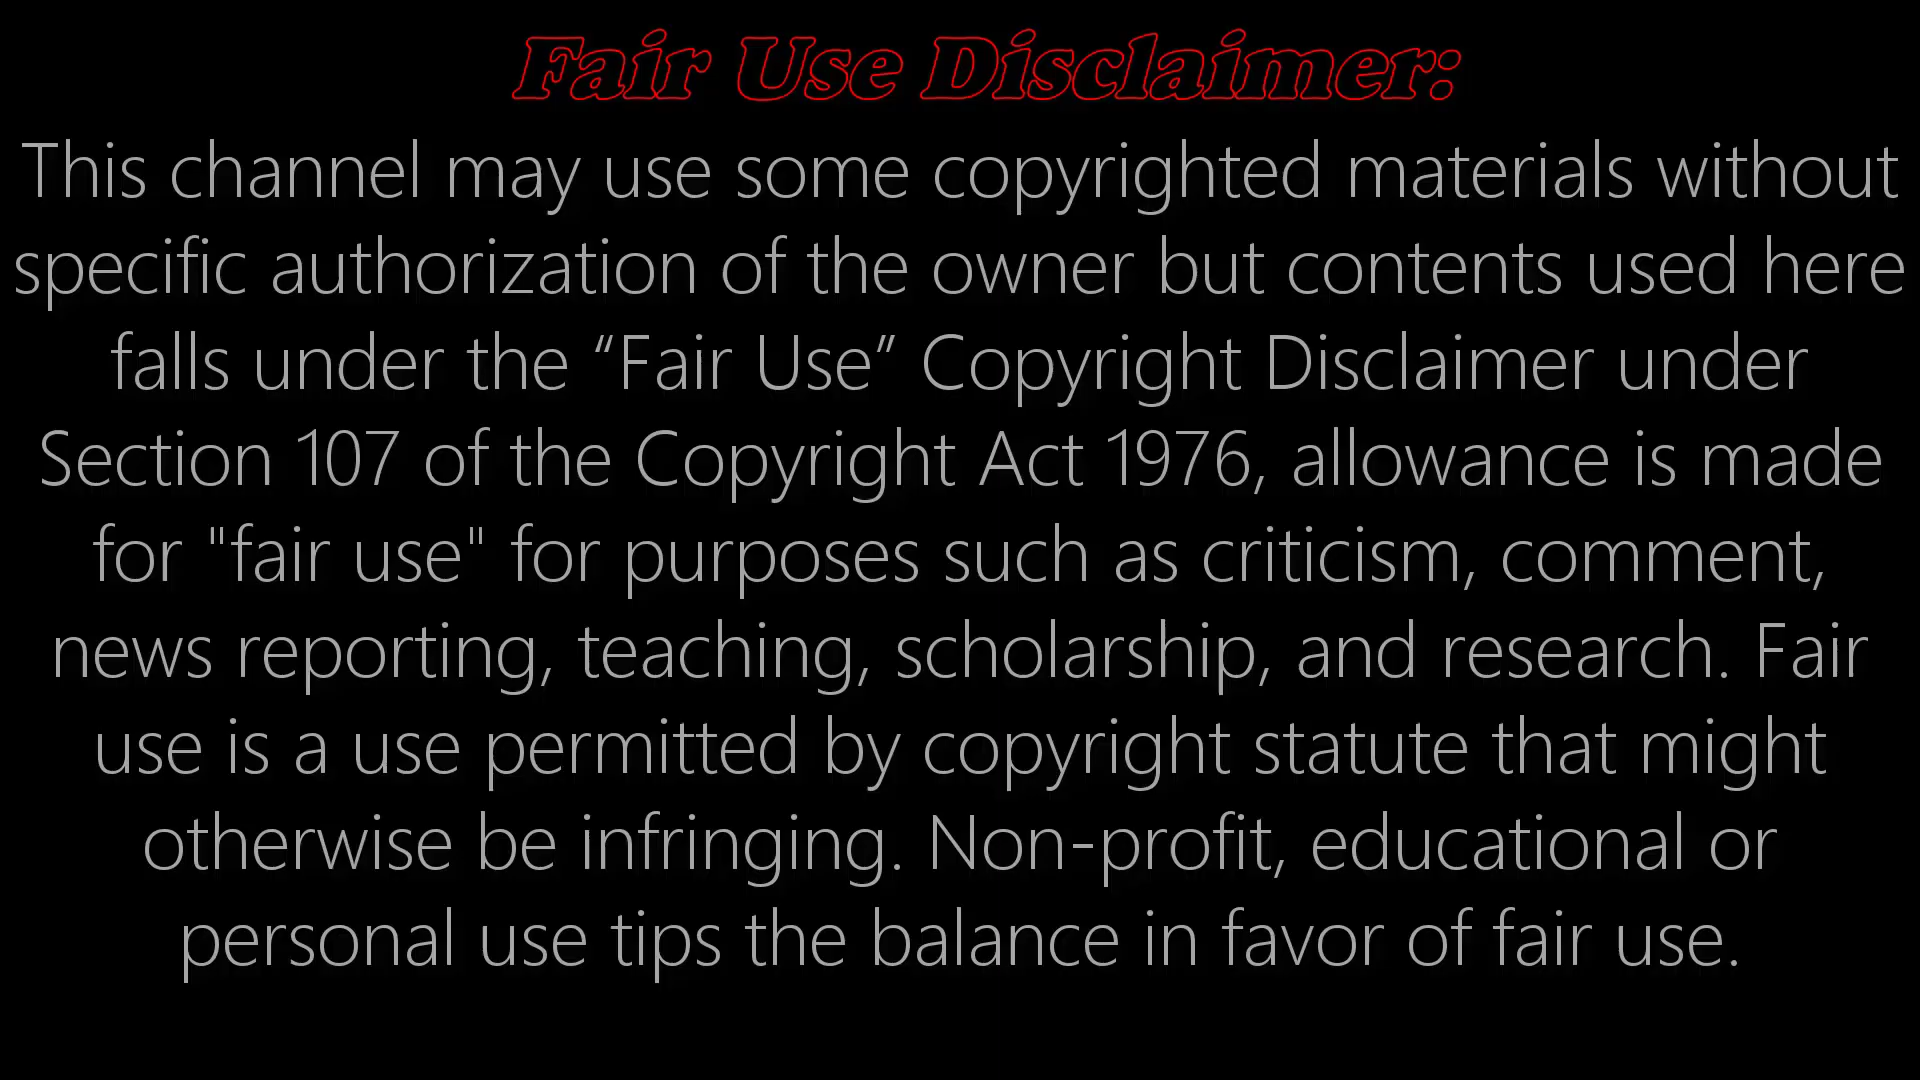 Fair Use Disclaimer:
This channel may use some copyrighted materials without
specific authorization of the owner but contents used here
falls under the “Fair Use” Copyright Disclaimer under
Section 107 of the Copyright Act 1976, allowance is made
for "fair use" for purposes such as criticism, comment,
news reporting, teaching, scholarship, and research. Fair
use is a use permitted by copyright statute that might
otherwise be infringing. Non-profit, educational or
personal use tips the balance in favor of fair use.